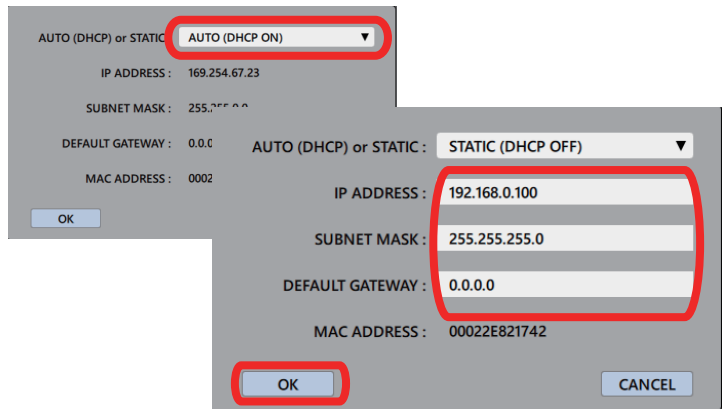 AUTO (DHCP) or STATIC AUTO (DHCP ON) ▼
IP ADDRESS : 169.254.67.23
SUBNET MASK :
DEFAULT GATEWAY :
MAC ADDRESS :
OK
AUTO (DHCP) or STATIC : STATIC (DHCP OFF) ▼
IP ADDRESS : 192.168.0.100
SUBNET MASK : 255.255.255.0
DEFAULT GATEWAY : 0.0.0.0
MAC ADDRESS : 00022E821742
OK CANCEL